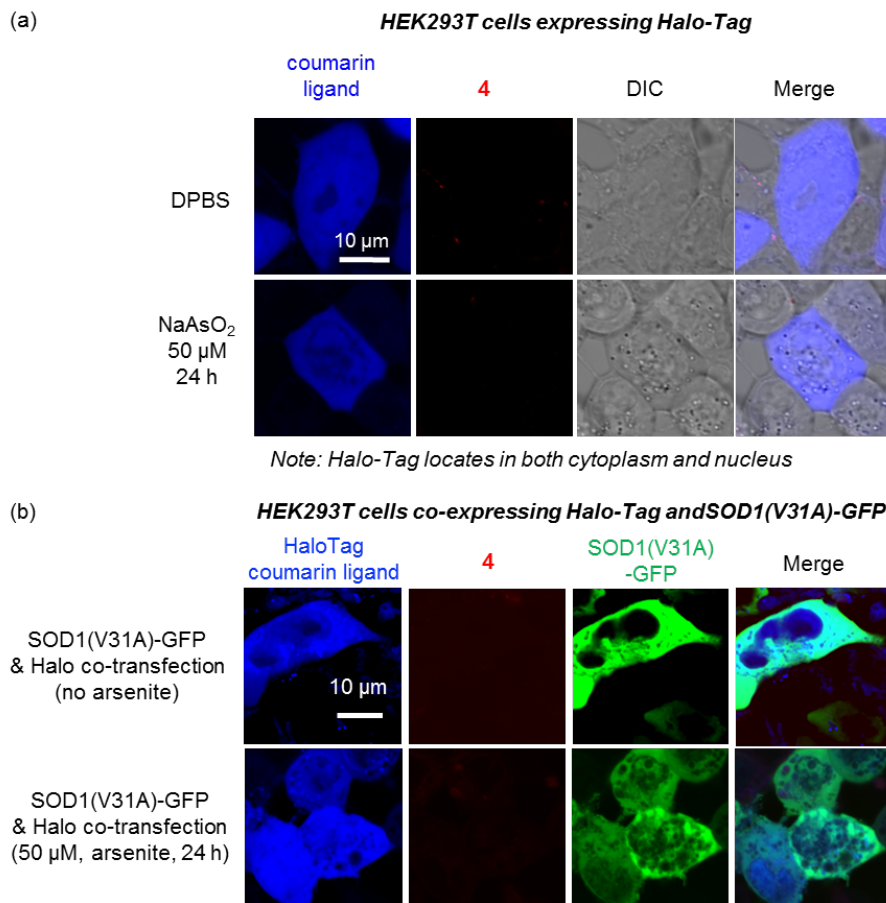 (a)
HEK293T cells expressing Halo-Tag
coumarin
ligand
4
DIC
Merge
DPBS
10 µm
NaAsO₂
50 µM
24 h
Note: Halo-Tag locates in both cytoplasm and nucleus
(b)
HEK293T cells co-expressing Halo-Tag andSOD1(V31A)-GFP
HaloTag
coumarin ligand
4
SOD1(V31A)
-GFP
Merge
SOD1(V31A)-GFP
& Halo co-transfection
(no arsenite)
10 µm
SOD1(V31A)-GFP
& Halo co-transfection
(50 µM, arsenite, 24 h)